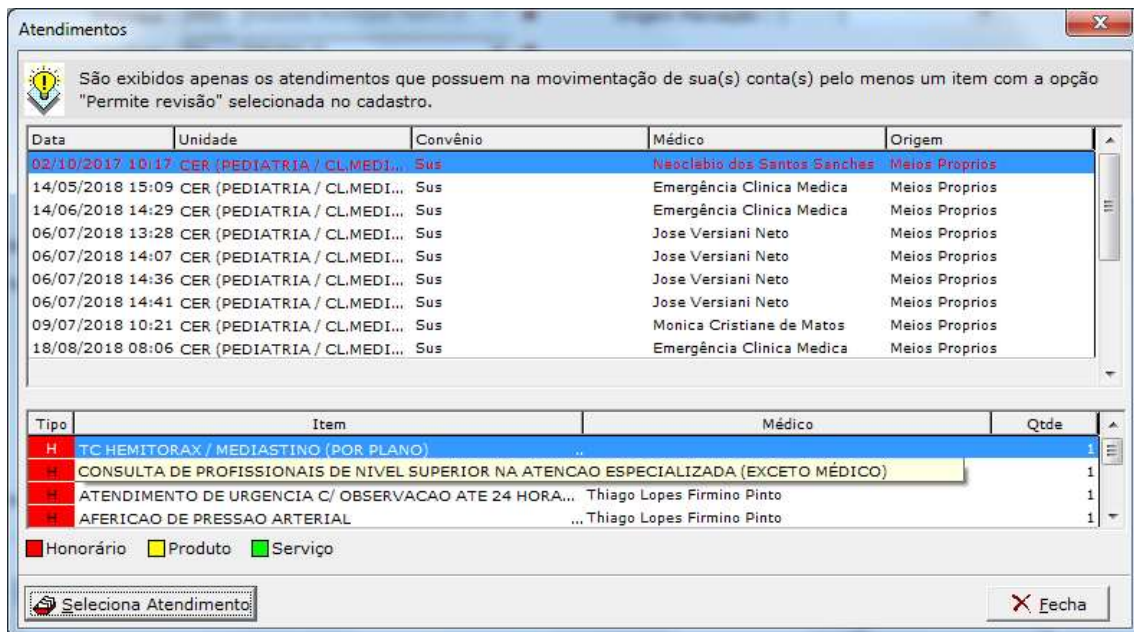 Atendimentos
São exibidos apenas os atendimentos que possuem na movimentação de sua(s) conta(s) pelo menos um item com a opção
"Permite revisão" selecionada no cadastro.
Data Unidade Convênio Médico Origem
02/10/2017 10:17 CER (PEDIATRIA / CL.MEDI... Sus Neoclebio dos Santos Sanches Meios Proprios
14/05/2018 15:09 CER (PEDIATRIA / CL.MEDI... Sus Emergência Clinica Medica Meios Proprios
14/06/2018 14:29 CER (PEDIATRIA / CL.MEDI... Sus Emergência Clinica Medica Meios Proprios
06/07/2018 13:28 CER (PEDIATRIA / CL.MEDI... Sus Jose Versiani Neto Meios Proprios
06/07/2018 14:07 CER (PEDIATRIA / CL.MEDI... Sus Jose Versiani Neto Meios Proprios
06/07/2018 14:36 CER (PEDIATRIA / CL.MEDI... Sus Jose Versiani Neto Meios Proprios
06/07/2018 14:41 CER (PEDIATRIA / CL.MEDI... Sus Jose Versiani Neto Meios Proprios
09/07/2018 10:21 CER (PEDIATRIA / CL.MEDI... Sus Monica Cristiane de Matos Meios Proprios
18/08/2018 08:06 CER (PEDIATRIA / CL.MEDI... Sus Emergência Clinica Medica Meios Proprios
Tipo Item Médico Qtde
H TC HEMITORAX / MEDIASTINO (POR PLANO) .. 1
H CONSULTA DE PROFISSIONAIS DE NIVEL SUPERIOR NA ATENCAO ESPECIALIZADA (EXCETO MÉDICO) 1
H ATENDIMENTO DE URGENCIA C/ OBSERVACAO ATE 24 HORA... Thiago Lopes Firmino Pinto 1
H AFERICAO DE PRESSAO ARTERIAL ... Thiago Lopes Firmino Pinto 1
Honorário Produto Serviço
Seleciona Atendimento Fecha